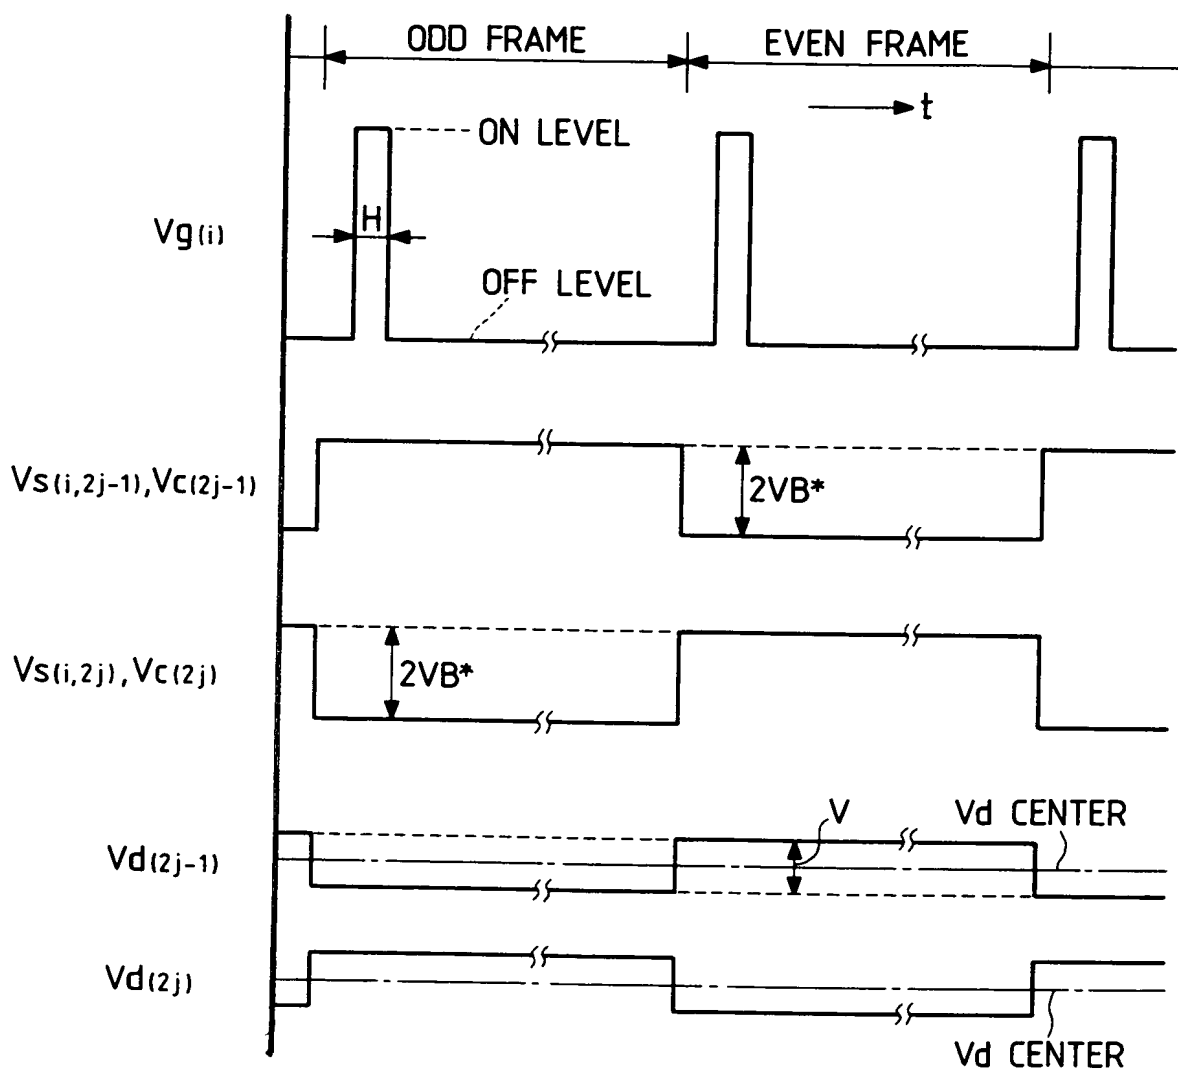 ODD FRAME
EVEN FRAME
t
ON LEVEL
H
Vg(i)
OFF LEVEL
Vs(i,2j-1),Vc(2j-1)
2VB*
Vs(i,2j),Vc(2j)
2VB*
V
Vd CENTER
Vd(2j-1)
Vd(2j)
Vd CENTER